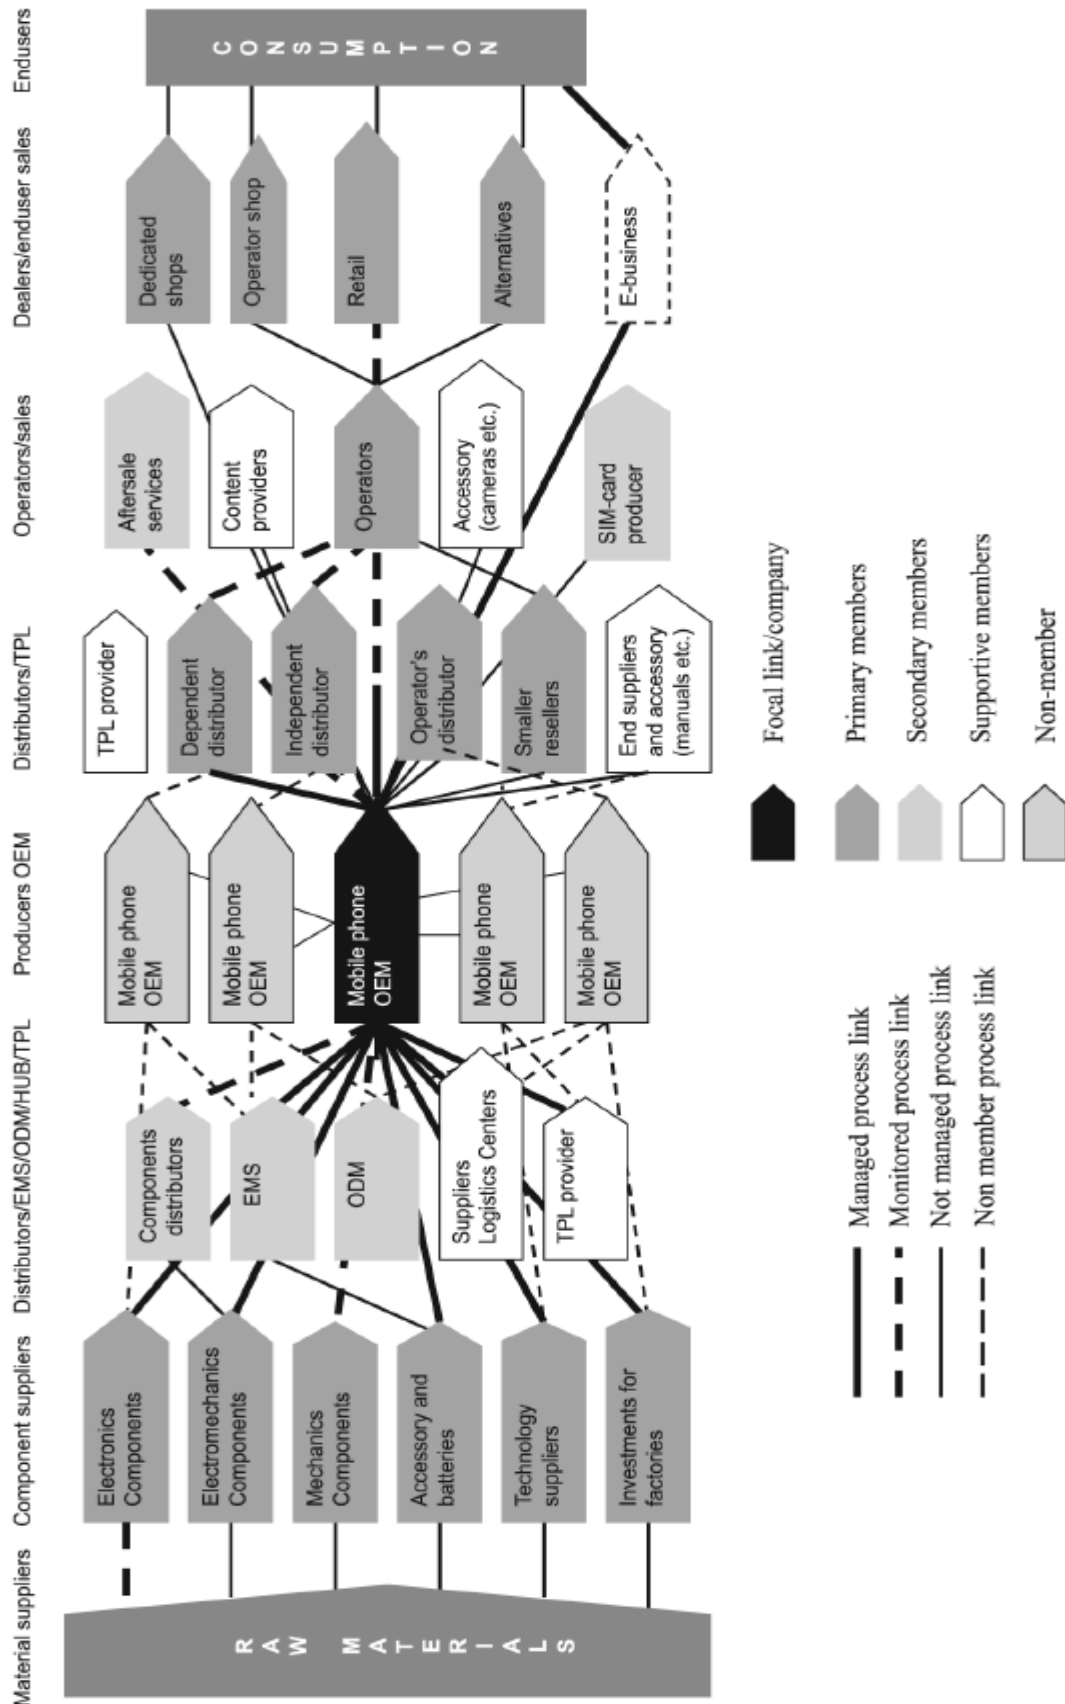 Material suppliers
Component suppliers
Distributors/EMS/ODM/HUB/TPL
Producers OEM
Distributors/TPL
Operators/sales
Dealers/enduser sales
Endusers
RAW MATERIALS
Electronics
Components
Electromechanics
Components
Mechanics
Components
Accessory and
batteries
Technology
suppliers
Investments for
factories
Components
distributors
EMS
ODM
Suppliers
Logistics Centers
TPL provider
Mobile phone
OEM
Mobile phone
OEM
Mobile phone
OEM
Mobile phone
OEM
Mobile phone
OEM
TPL provider
Dependent
distributor
Independent
distributor
Operator's
distributor
Smaller
resellers
End suppliers
and accessory
(manuals etc.)
Aftersale
services
Content
providers
Operators
Accessory
(cameras etc.)
SIM-card
producer
Dedicated
shops
Operator shop
Retail
Alternatives
E-business
CONSUMPTION
Managed process link
Monitored process link
Not managed process link
Non member process link
Focal link/company
Primary members
Secondary members
Supportive members
Non-member